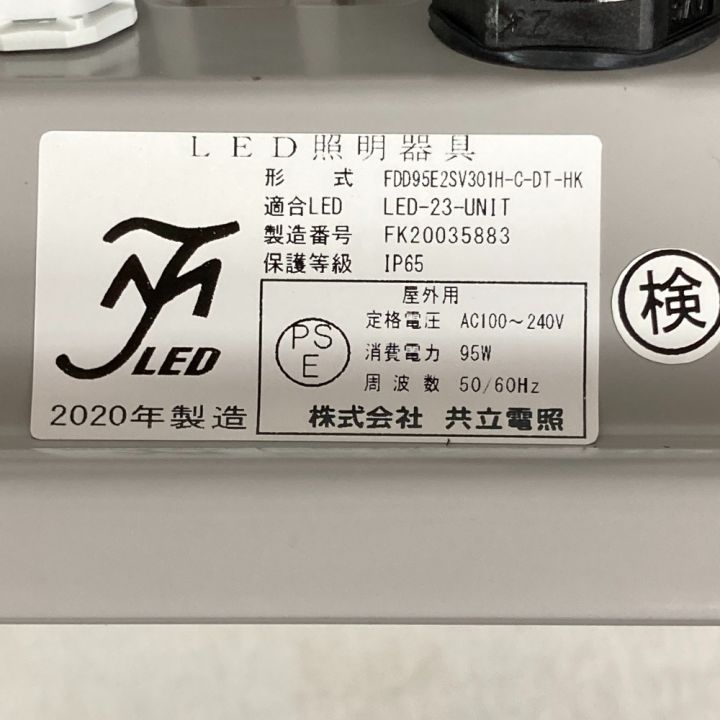 LED照明器具
形 式 FDD95E2SV301H-C-DT-HK
適合LED LED-23-UNIT
製造番号 FK20035883
保護等級 IP65
LED
2020年製造
PS
E
屋外用
定格電圧 AC100～240V
消費電力 95W
周波数 50/60Hz
株式会社 共立電照
検